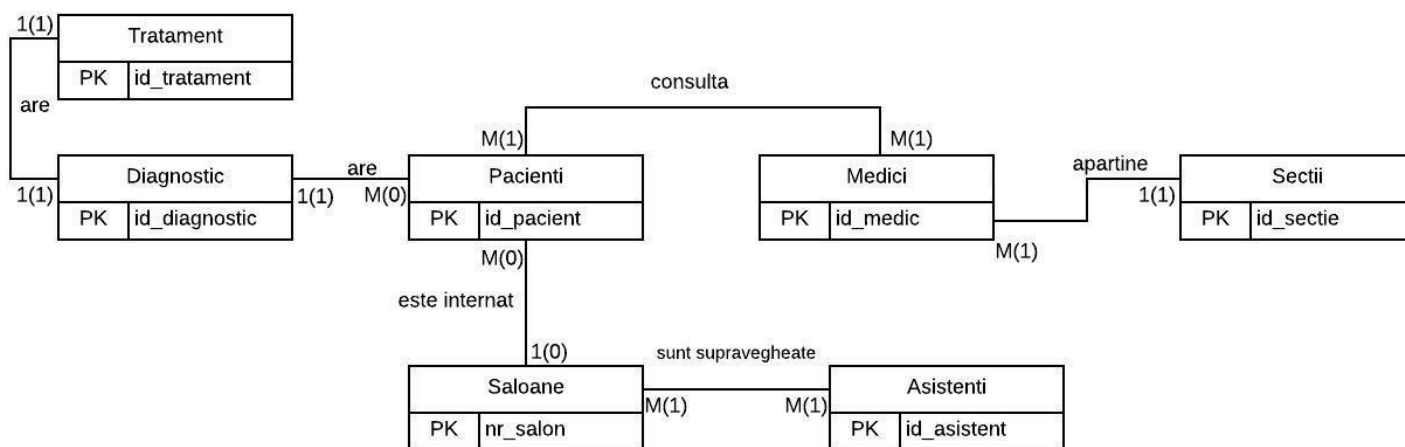 1(1)
Tratament
PK id_tratament
are
1(1)
Diagnostic
PK id_diagnostic
are
1(1)
M(0)
consulta
M(1)
M(1)
Pacienti
PK id_pacient
Medici
PK id_medic
apartine
1(1)
M(1)
Sectii
PK id_sectie
M(0)
este internat
1(0)
Saloane
PK nr_salon
sunt supravegheate
M(1)
M(1)
Asistenti
PK id_asistent